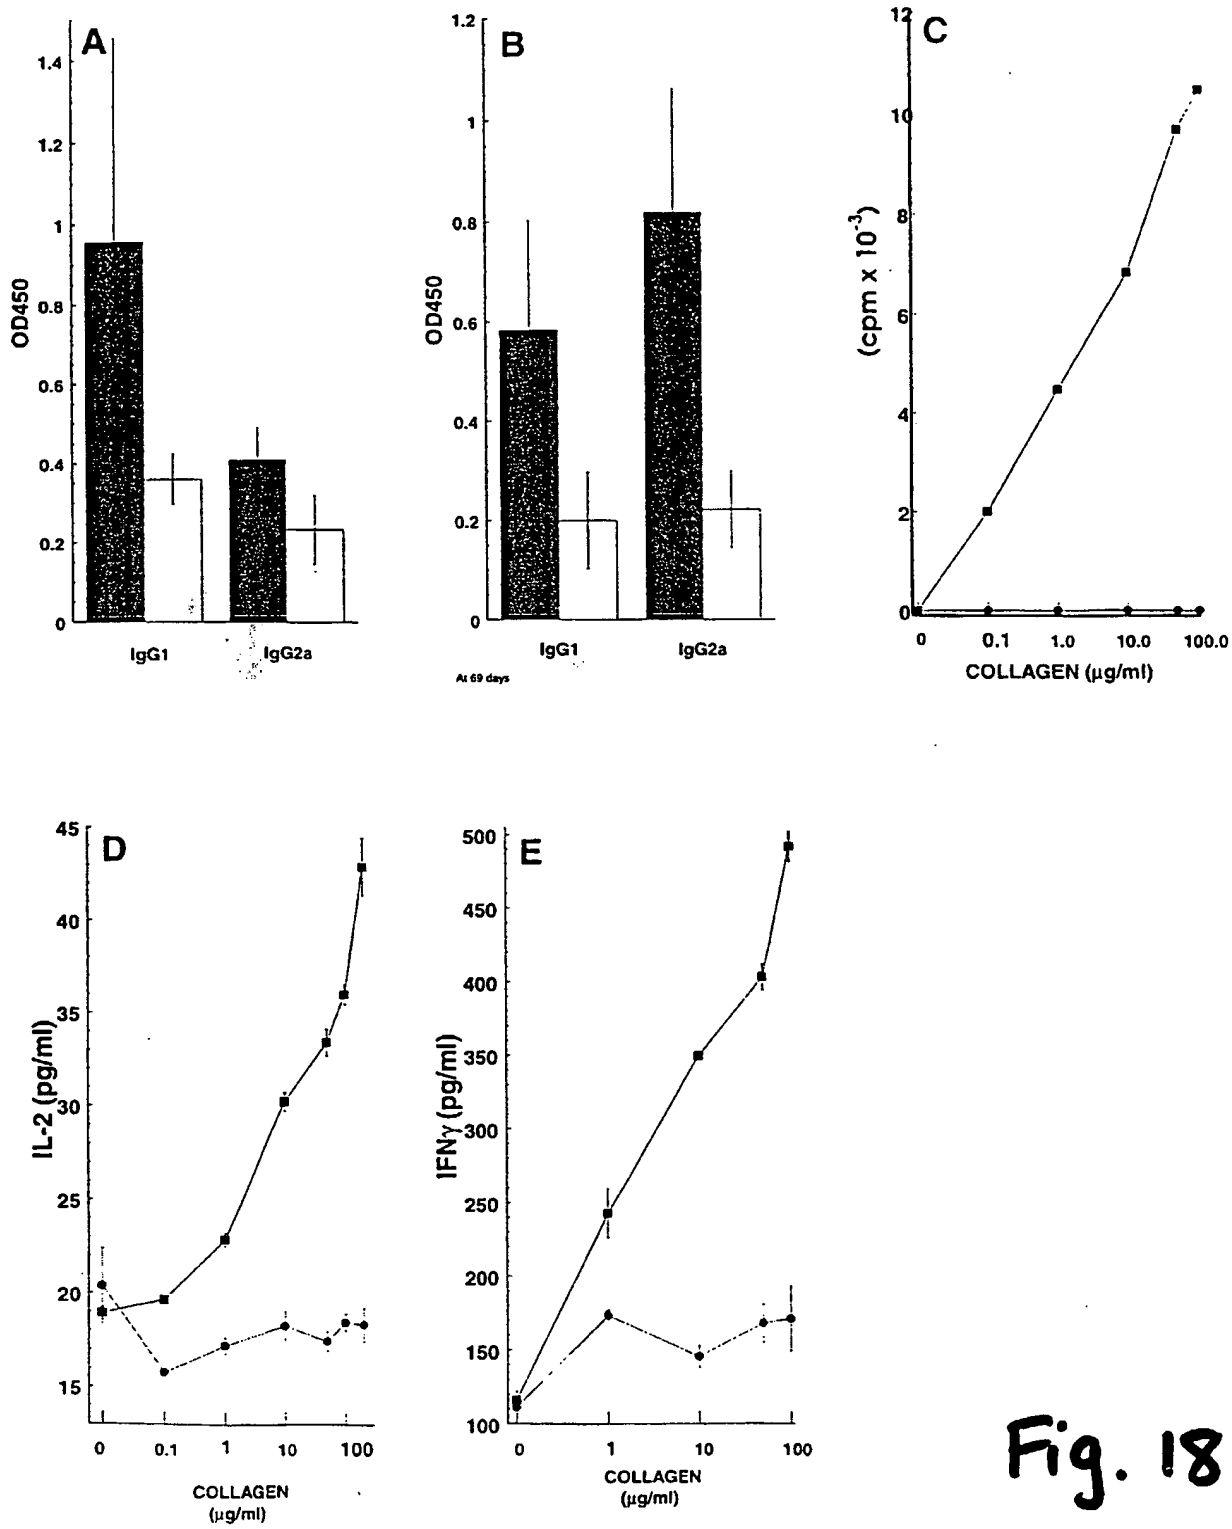 A
OD450
1.4
1.2
1
0.8
0.6
0.4
0.2
0
IgG1
IgG2a
B
OD450
1.2
1
0.8
0.6
0.4
0.2
0
IgG1
IgG2a
At 69 days
C
(cpm x 10⁻³)
12
10
8
6
4
2
0
0 0.1 1.0 10.0 100.0
COLLAGEN (µg/ml)
D
IL-2 (pg/ml)
45
40
35
30
25
20
15
0 0.1 1 10 100
COLLAGEN
(µg/ml)
E
IFNγ (pg/ml)
500
450
400
350
300
250
200
150
100
0 1 10 100
COLLAGEN
(µg/ml)
Fig. 18